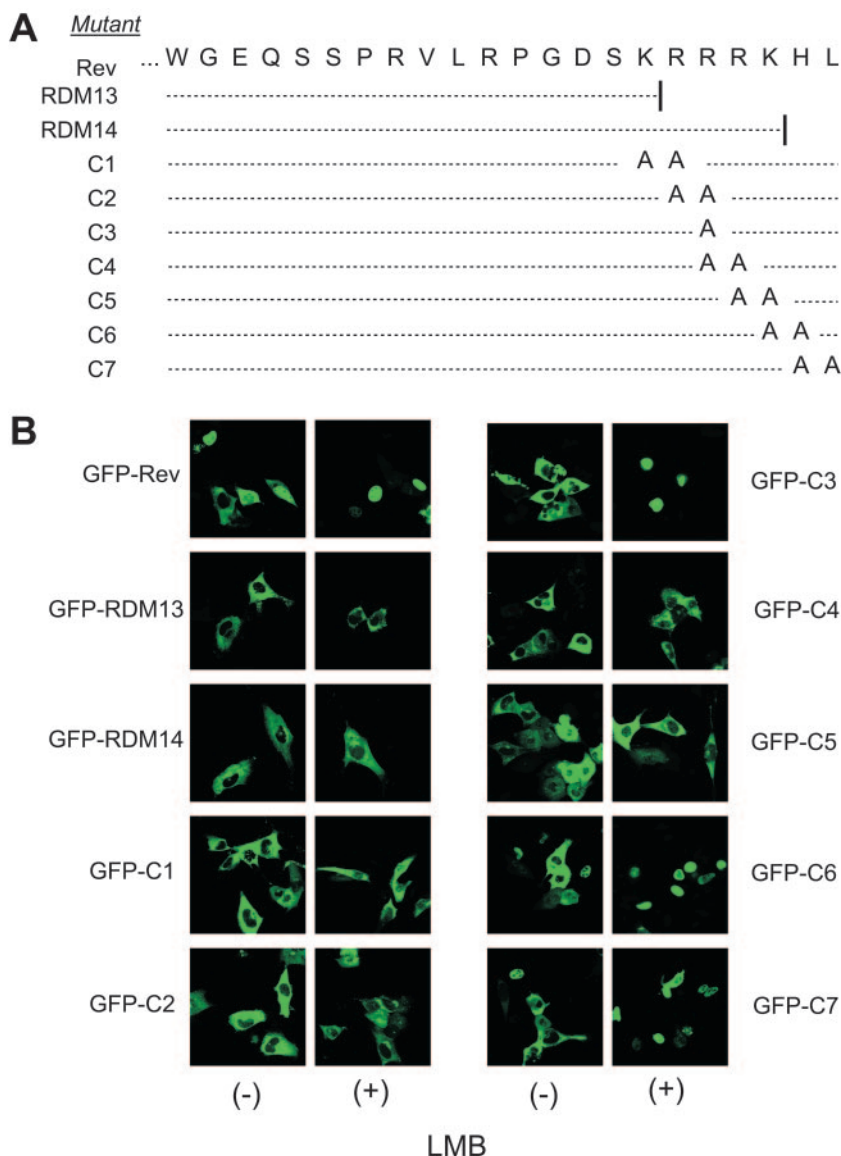 A
Mutant
Rev ... W G E Q S S P R V L R P G D S K R R R K H L
RDM13
RDM14
C1 A A
C2 A A
C3 A
C4 A A
C5 A A
C6 A A
C7 A A
B
GFP-Rev
GFP-C3
GFP-RDM13
GFP-C4
GFP-RDM14
GFP-C5
GFP-C1
GFP-C6
GFP-C2
GFP-C7
(-) (+) (-) (+)
LMB